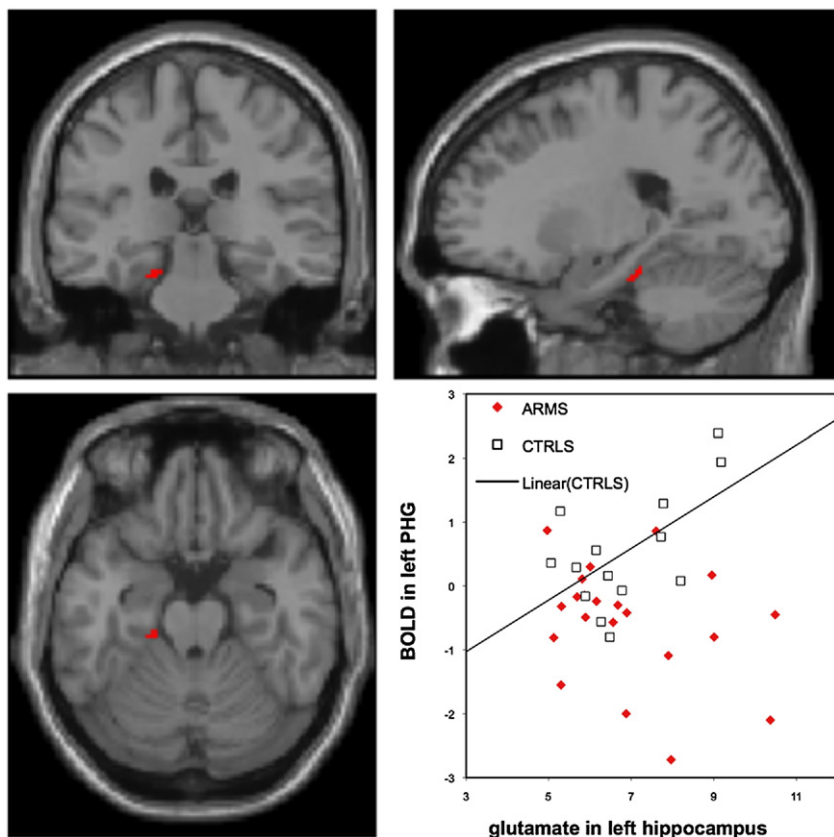 3
2
1
0
-1
-2
-3
BOLD in left PHG
ARMS
CTRLS
Linear(CTRLS)
3 5 7 9 11
glutamate in left hippocampus